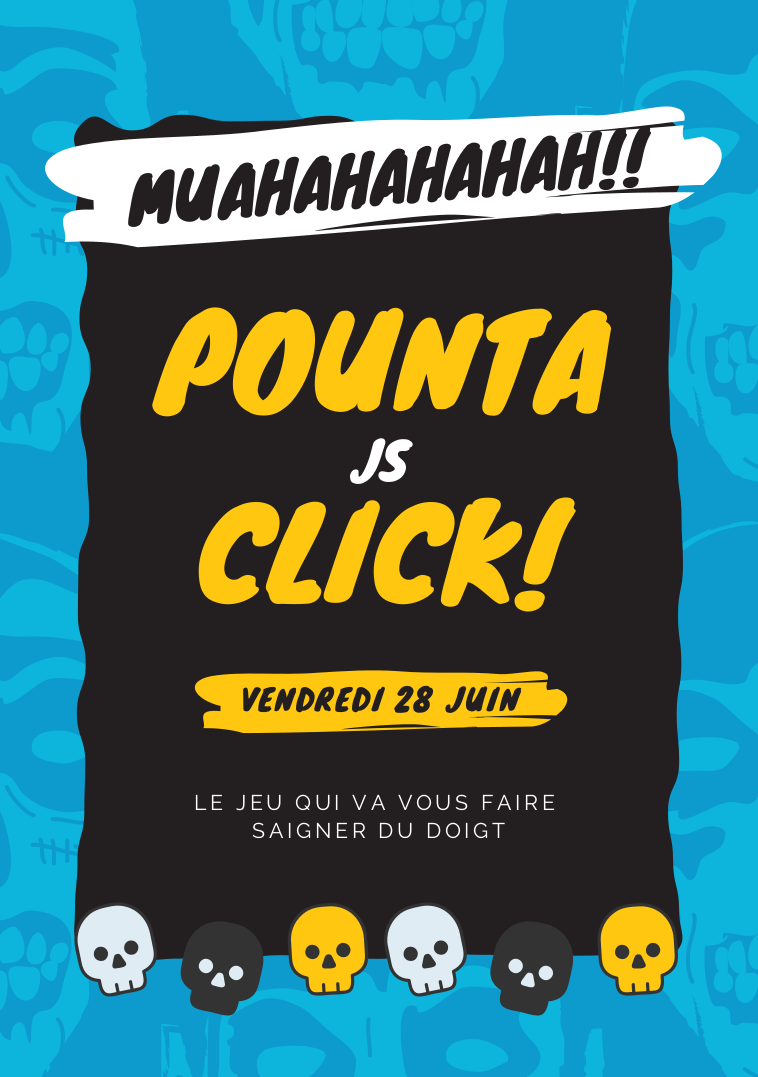 MUAHAHAHAHAH!!
POUNTA
JS
CLICK!
VENDREDI 28 JUIN
LE JEU QUI VA VOUS FAIRE
SAIGNER DU DOIGT